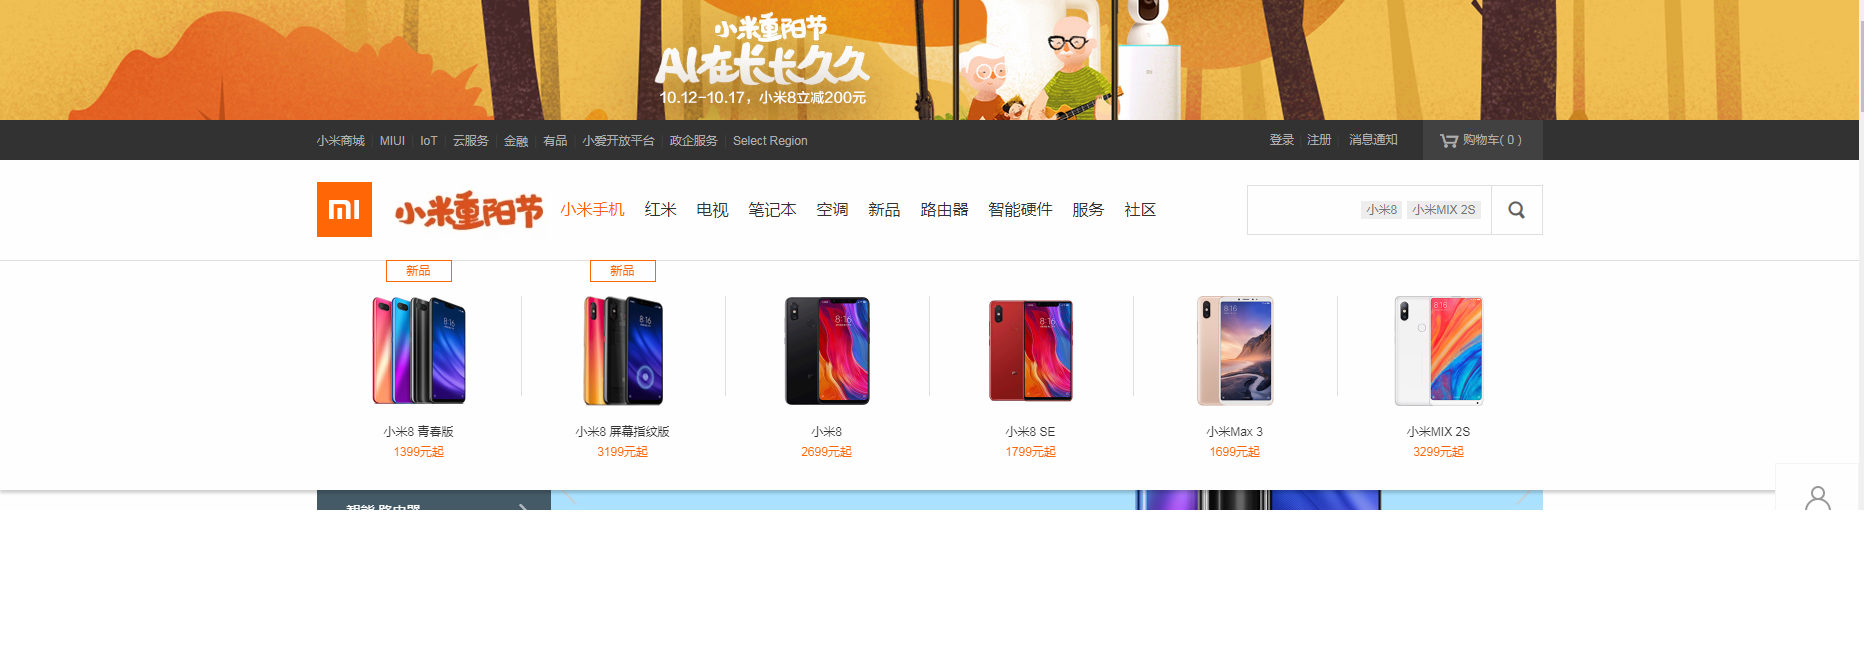 小米重阳节
AI在长长久久
10.12-10.17，小米8立减200元
小米商城 | MIUI | IoT | 云服务 | 金融 | 有品 | 小爱开放平台 | 政企服务 | Select Region
登录 | 注册 | 消息通知 购物车( 0 )
小米重阳节 小米手机 红米 电视 笔记本 空调 新品 路由器 智能硬件 服务 社区 小米8 小米MIX 2S
新品 新品
小米8 青春版 小米8 屏幕指纹版 小米8 小米8 SE 小米Max 3 小米MIX 2S
1399元起 3199元起 2699元起 1799元起 1699元起 3299元起
智能 路由器